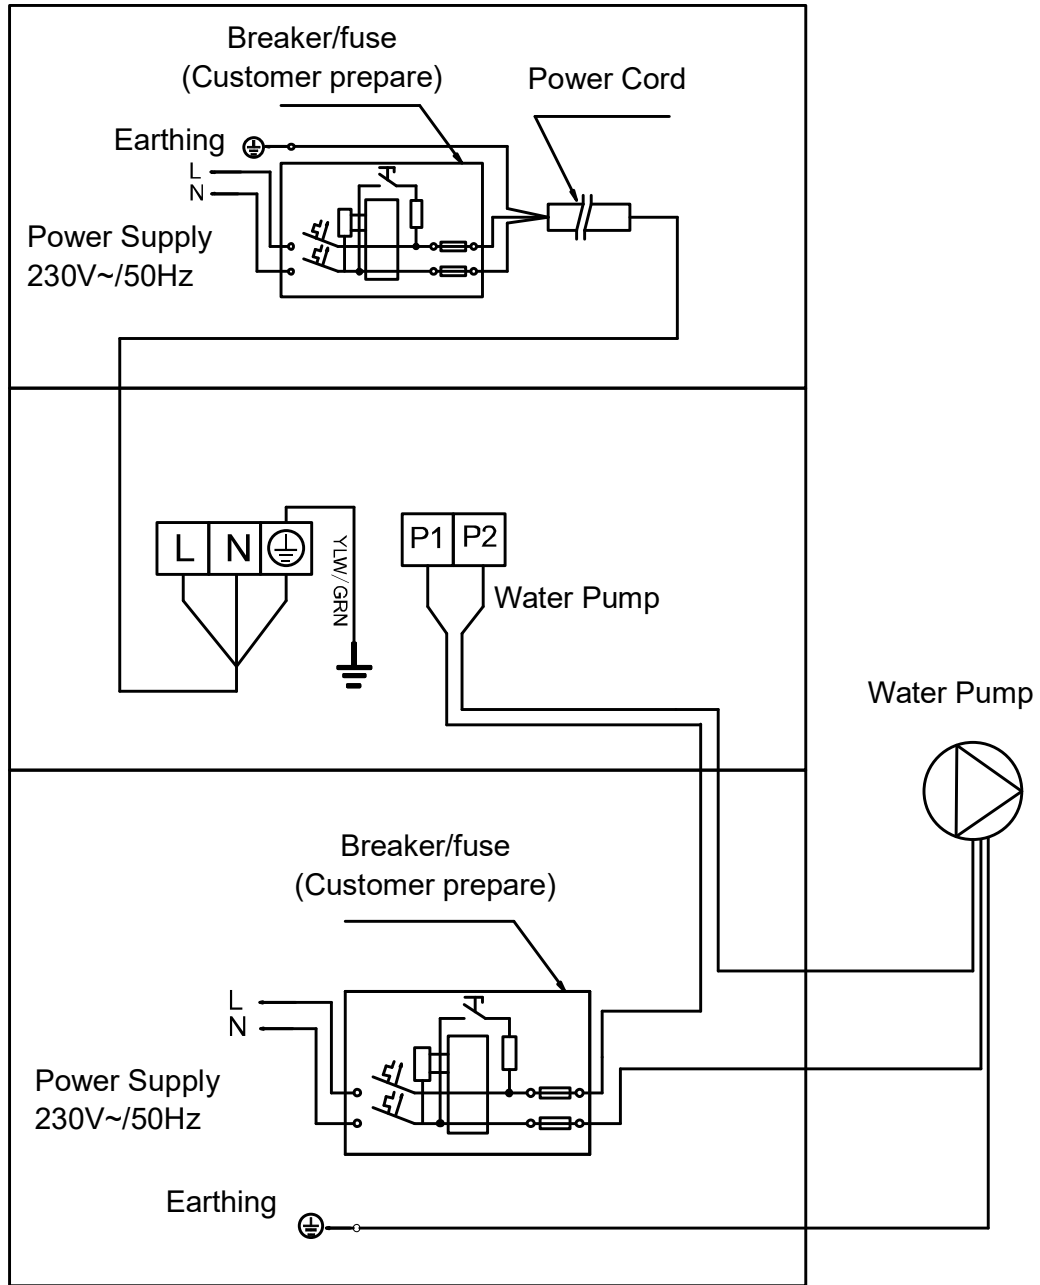 Breaker/fuse
(Customer prepare)
Power Cord
Earthing
L
N
Power Supply
230V~/50Hz
L N
YLW/GRN
P1 P2
Water Pump
Water Pump
Breaker/fuse
(Customer prepare)
L
N
Power Supply
230V~/50Hz
Earthing